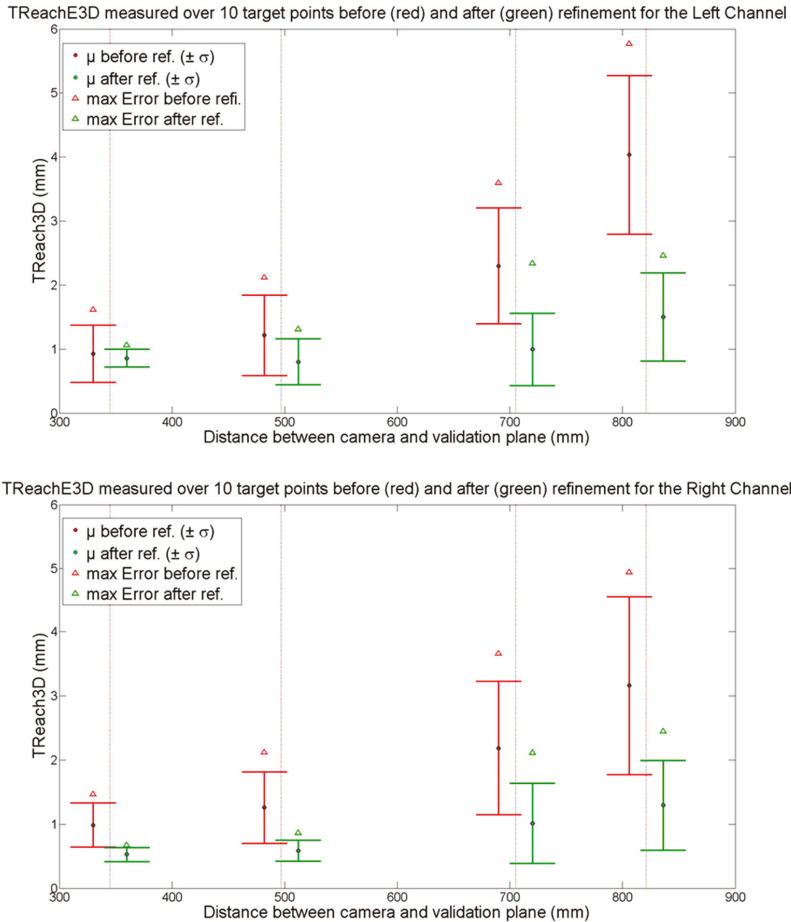 TReachE3D measured over 10 target points before (red) and after (green) refinement for the Left Channel
6
5
4
3
2
1
0
TReach3D (mm)
μ before ref. (± σ)
μ after ref. (± σ)
max Error before refi.
max Error after ref.
300 400 500 600 700 800 900
Distance between camera and validation plane (mm)
TReachE3D measured over 10 target points before (red) and after (green) refinement for the Right Channel
6
5
4
3
2
1
0
TReach3D (mm)
μ before ref. (± σ)
μ after ref. (± σ)
max Error before ref.
max Error after ref.
300 400 500 600 700 800 900
Distance between camera and validation plane (mm)